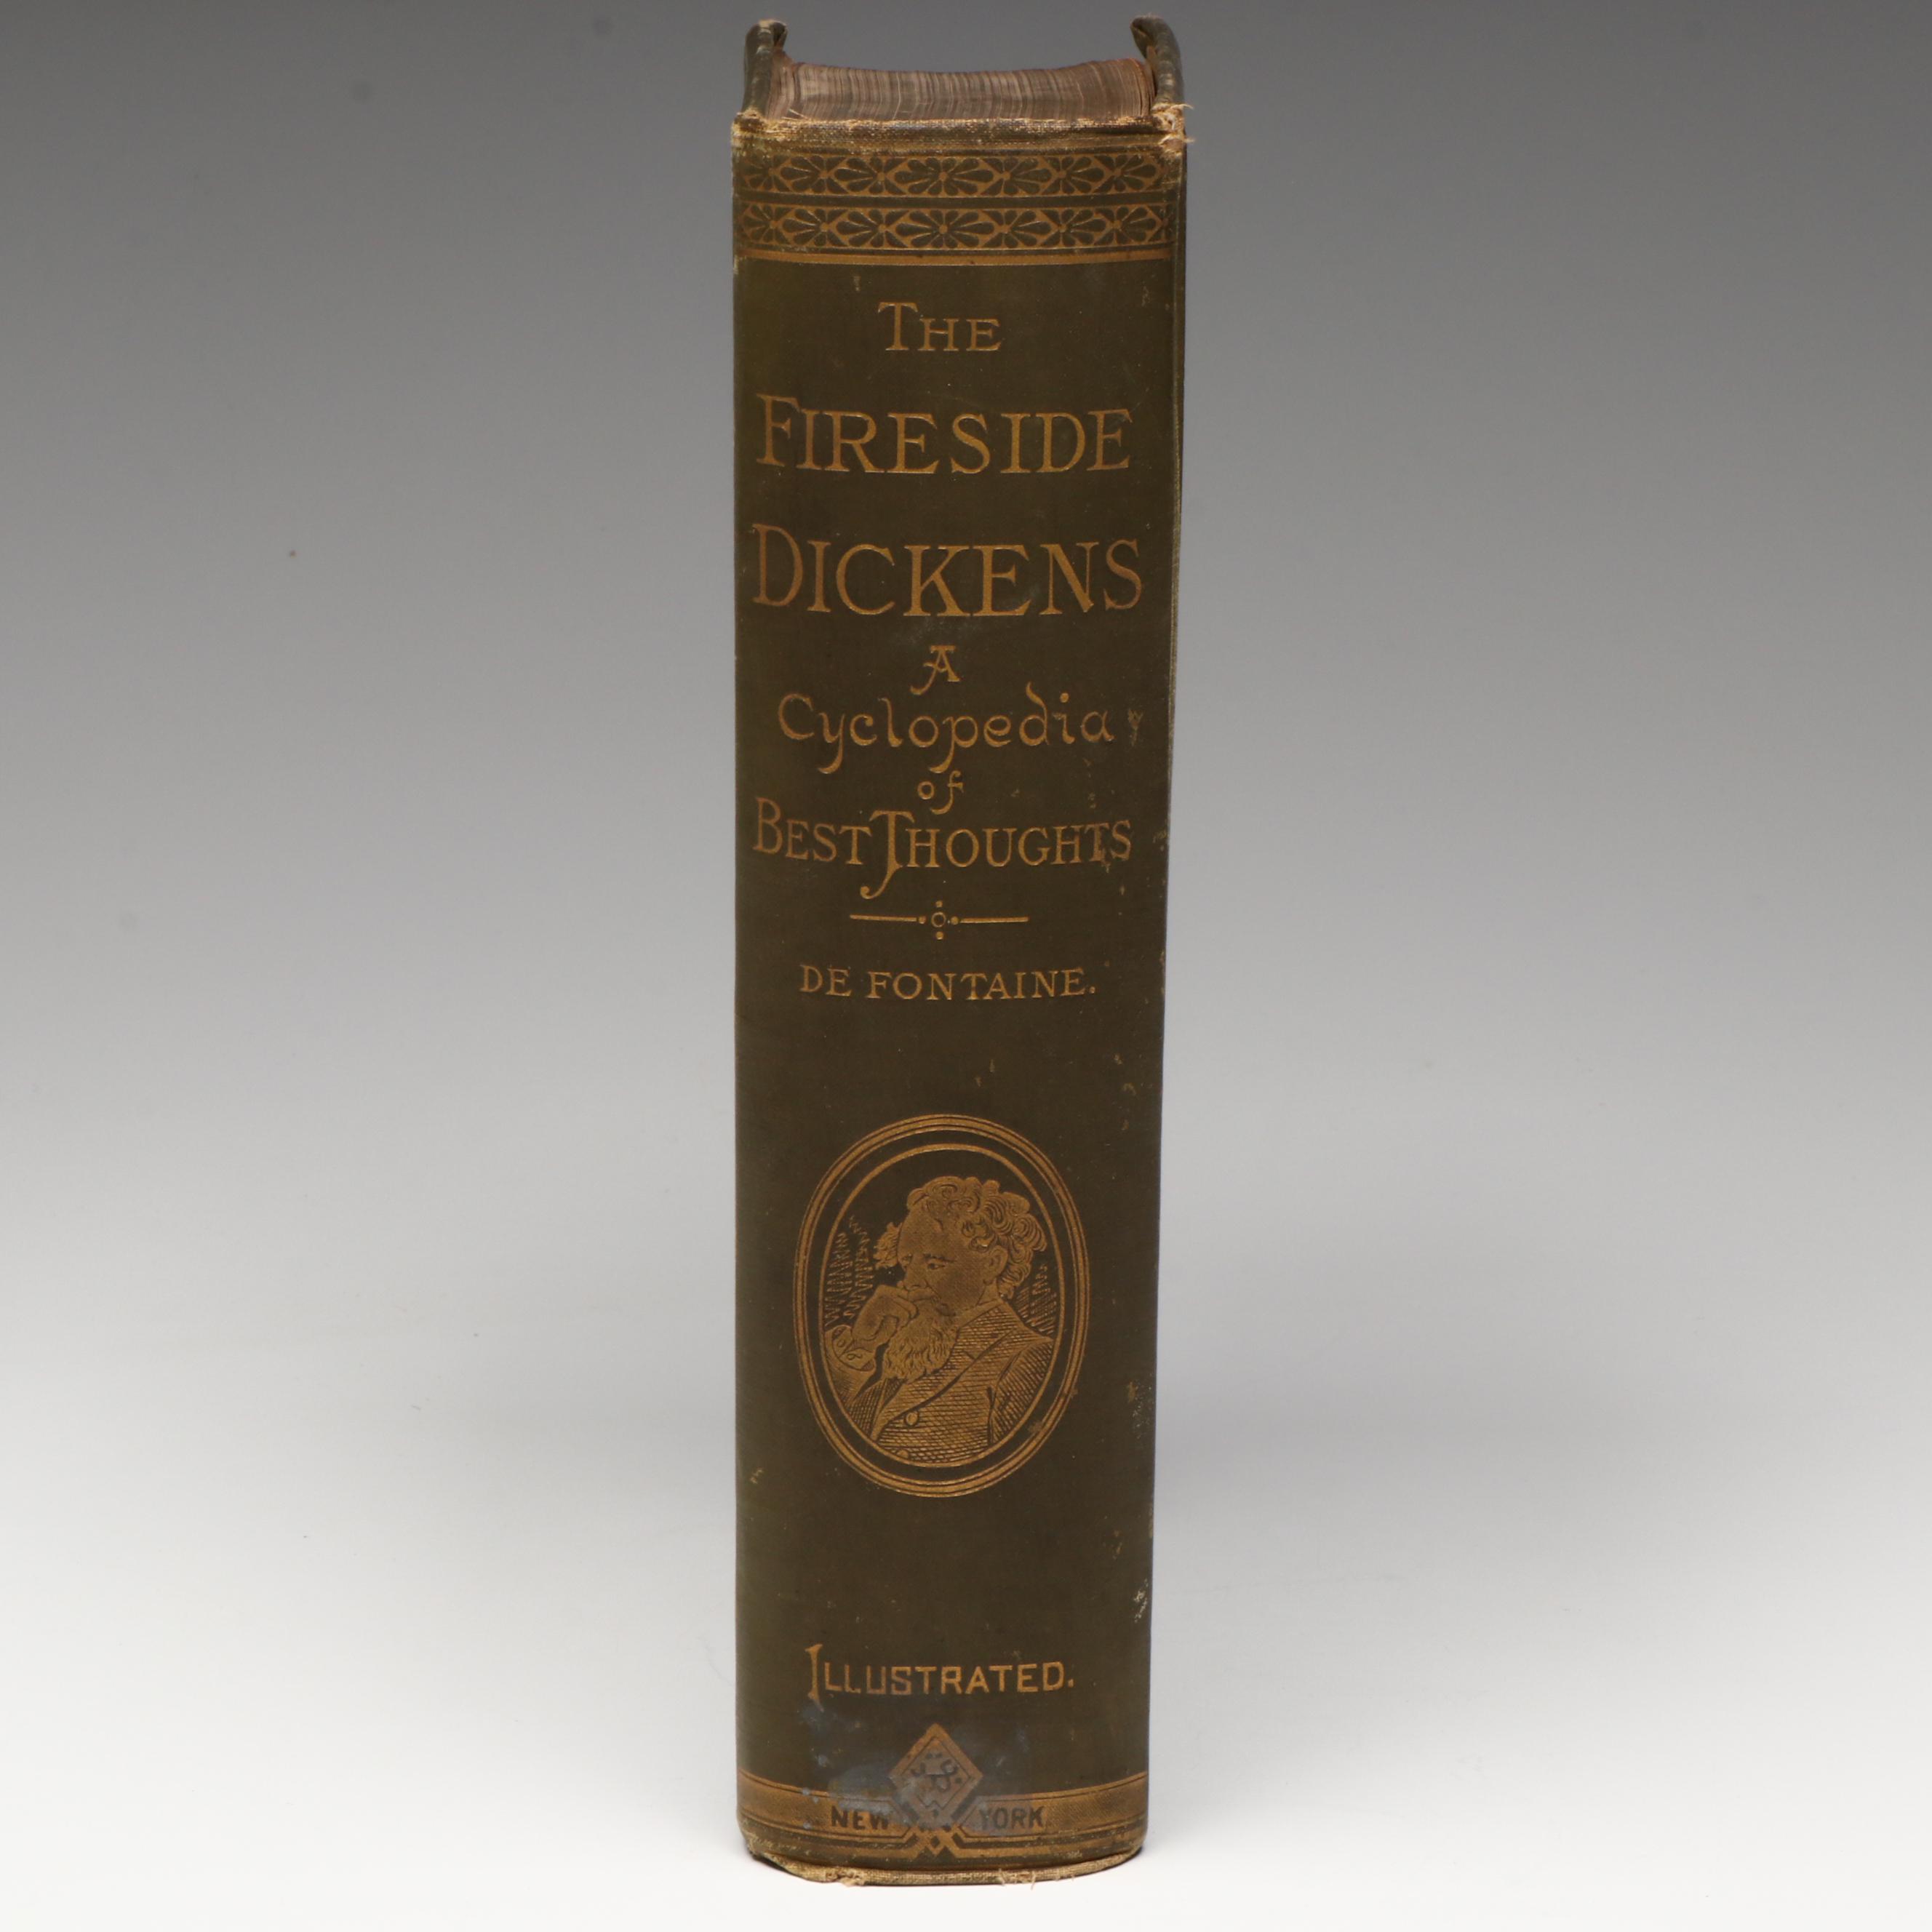 THE
FIRESIDE
DICKENS
A
Cyclopedia
of
BEST THOUGHTS
DE FONTAINE.
ILLUSTRATED.
NEW YORK